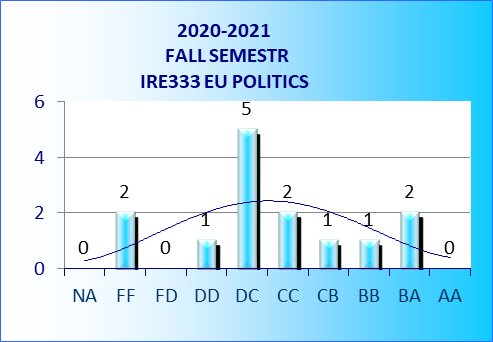 2020-2021
FALL SEMESTR
IRE333 EU POLITICS
6
4
2
0
0 2 0 1 5 2 1 1 2 0
NA FF FD DD DC CC CB BB BA AA